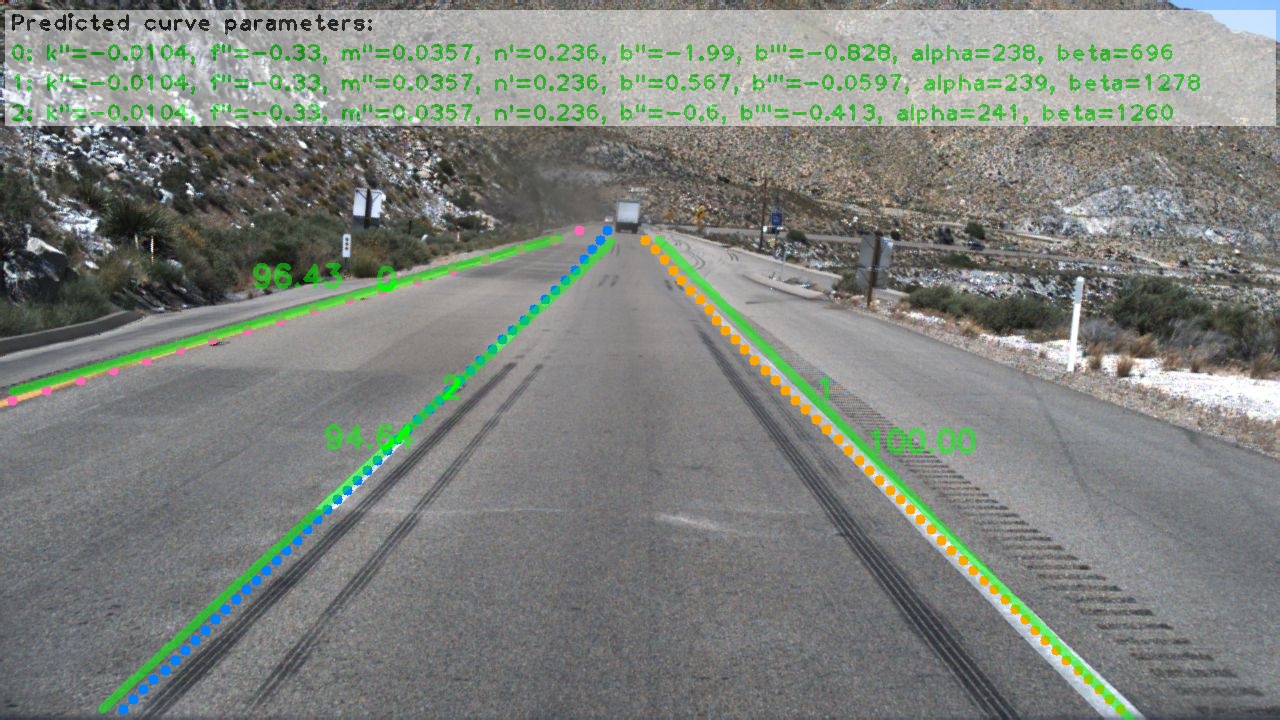 Predicted curve parameters:
0: k''=-0.0104, f''=-0.33, m''=0.0357, n'=0.236, b''=-1.99, b'''=-0.828, alpha=238, beta=696
1: k''=-0.0104, f''=-0.33, m''=0.0357, n'=0.236, b''=0.567, b'''=-0.0597, alpha=239, beta=1278
2: k''=-0.0104, f''=-0.33, m''=0.0357, n'=0.236, b''=-0.6, b'''=-0.413, alpha=241, beta=1260
96.43 0
2 1
94.64 100.00